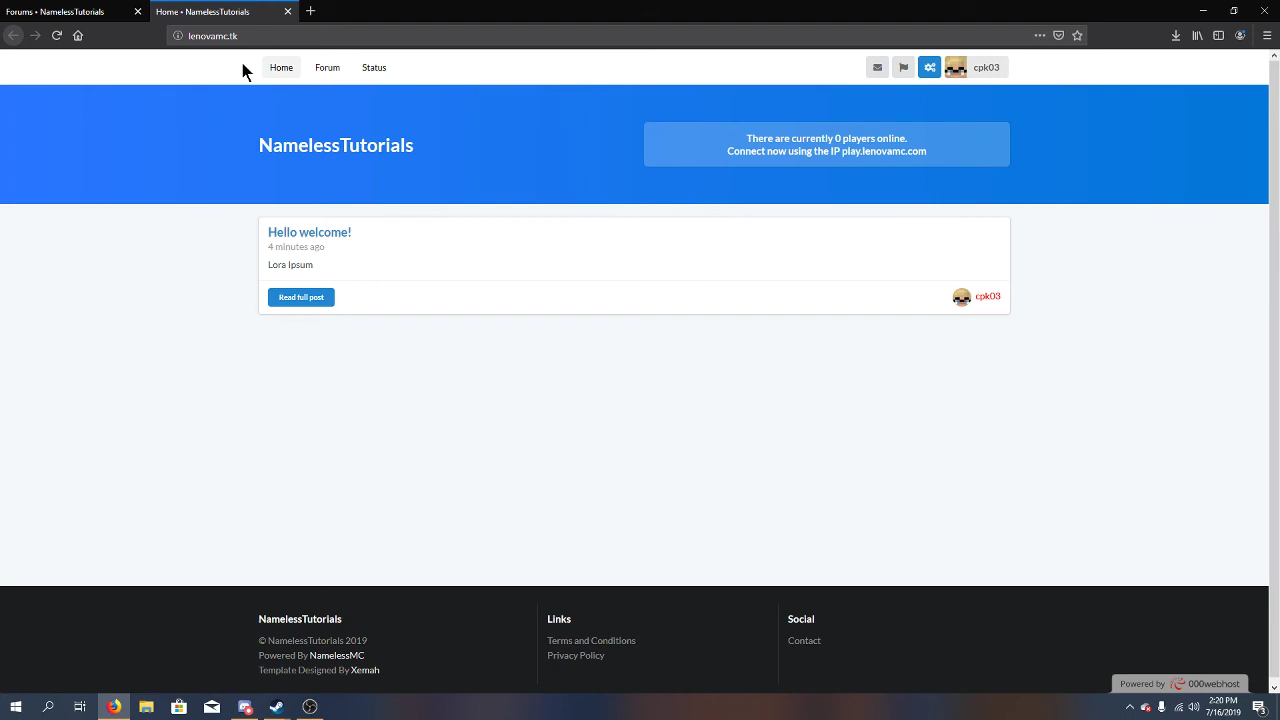 Forums • NamelessTutorials
Home • NamelessTutorials
lenovamc.tk
Home
Forum
Status
cpk03
NamelessTutorials
There are currently 0 players online.
Connect now using the IP play.lenovamc.com
Hello welcome!
4 minutes ago
Lora Ipsum
Read full post
cpk03
NamelessTutorials
© NamelessTutorials 2019
Powered By NamelessMC
Template Designed By Xemah
Links
Terms and Conditions
Privacy Policy
Social
Contact
Powered by 000webhost
2:20 PM
7/16/2019
3